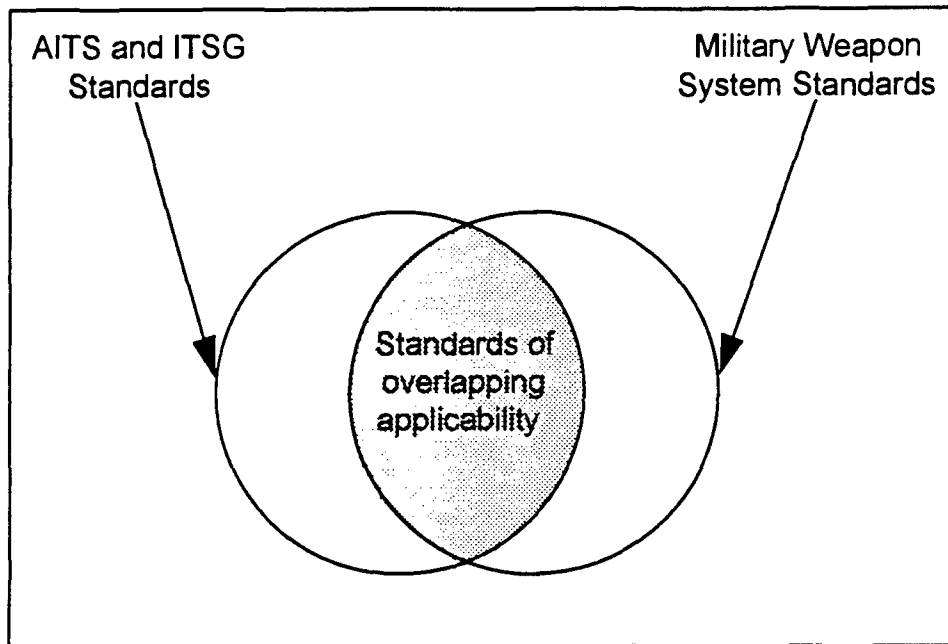 AITS and ITSG
Standards
Military Weapon
System Standards
Standards of
overlapping
applicability